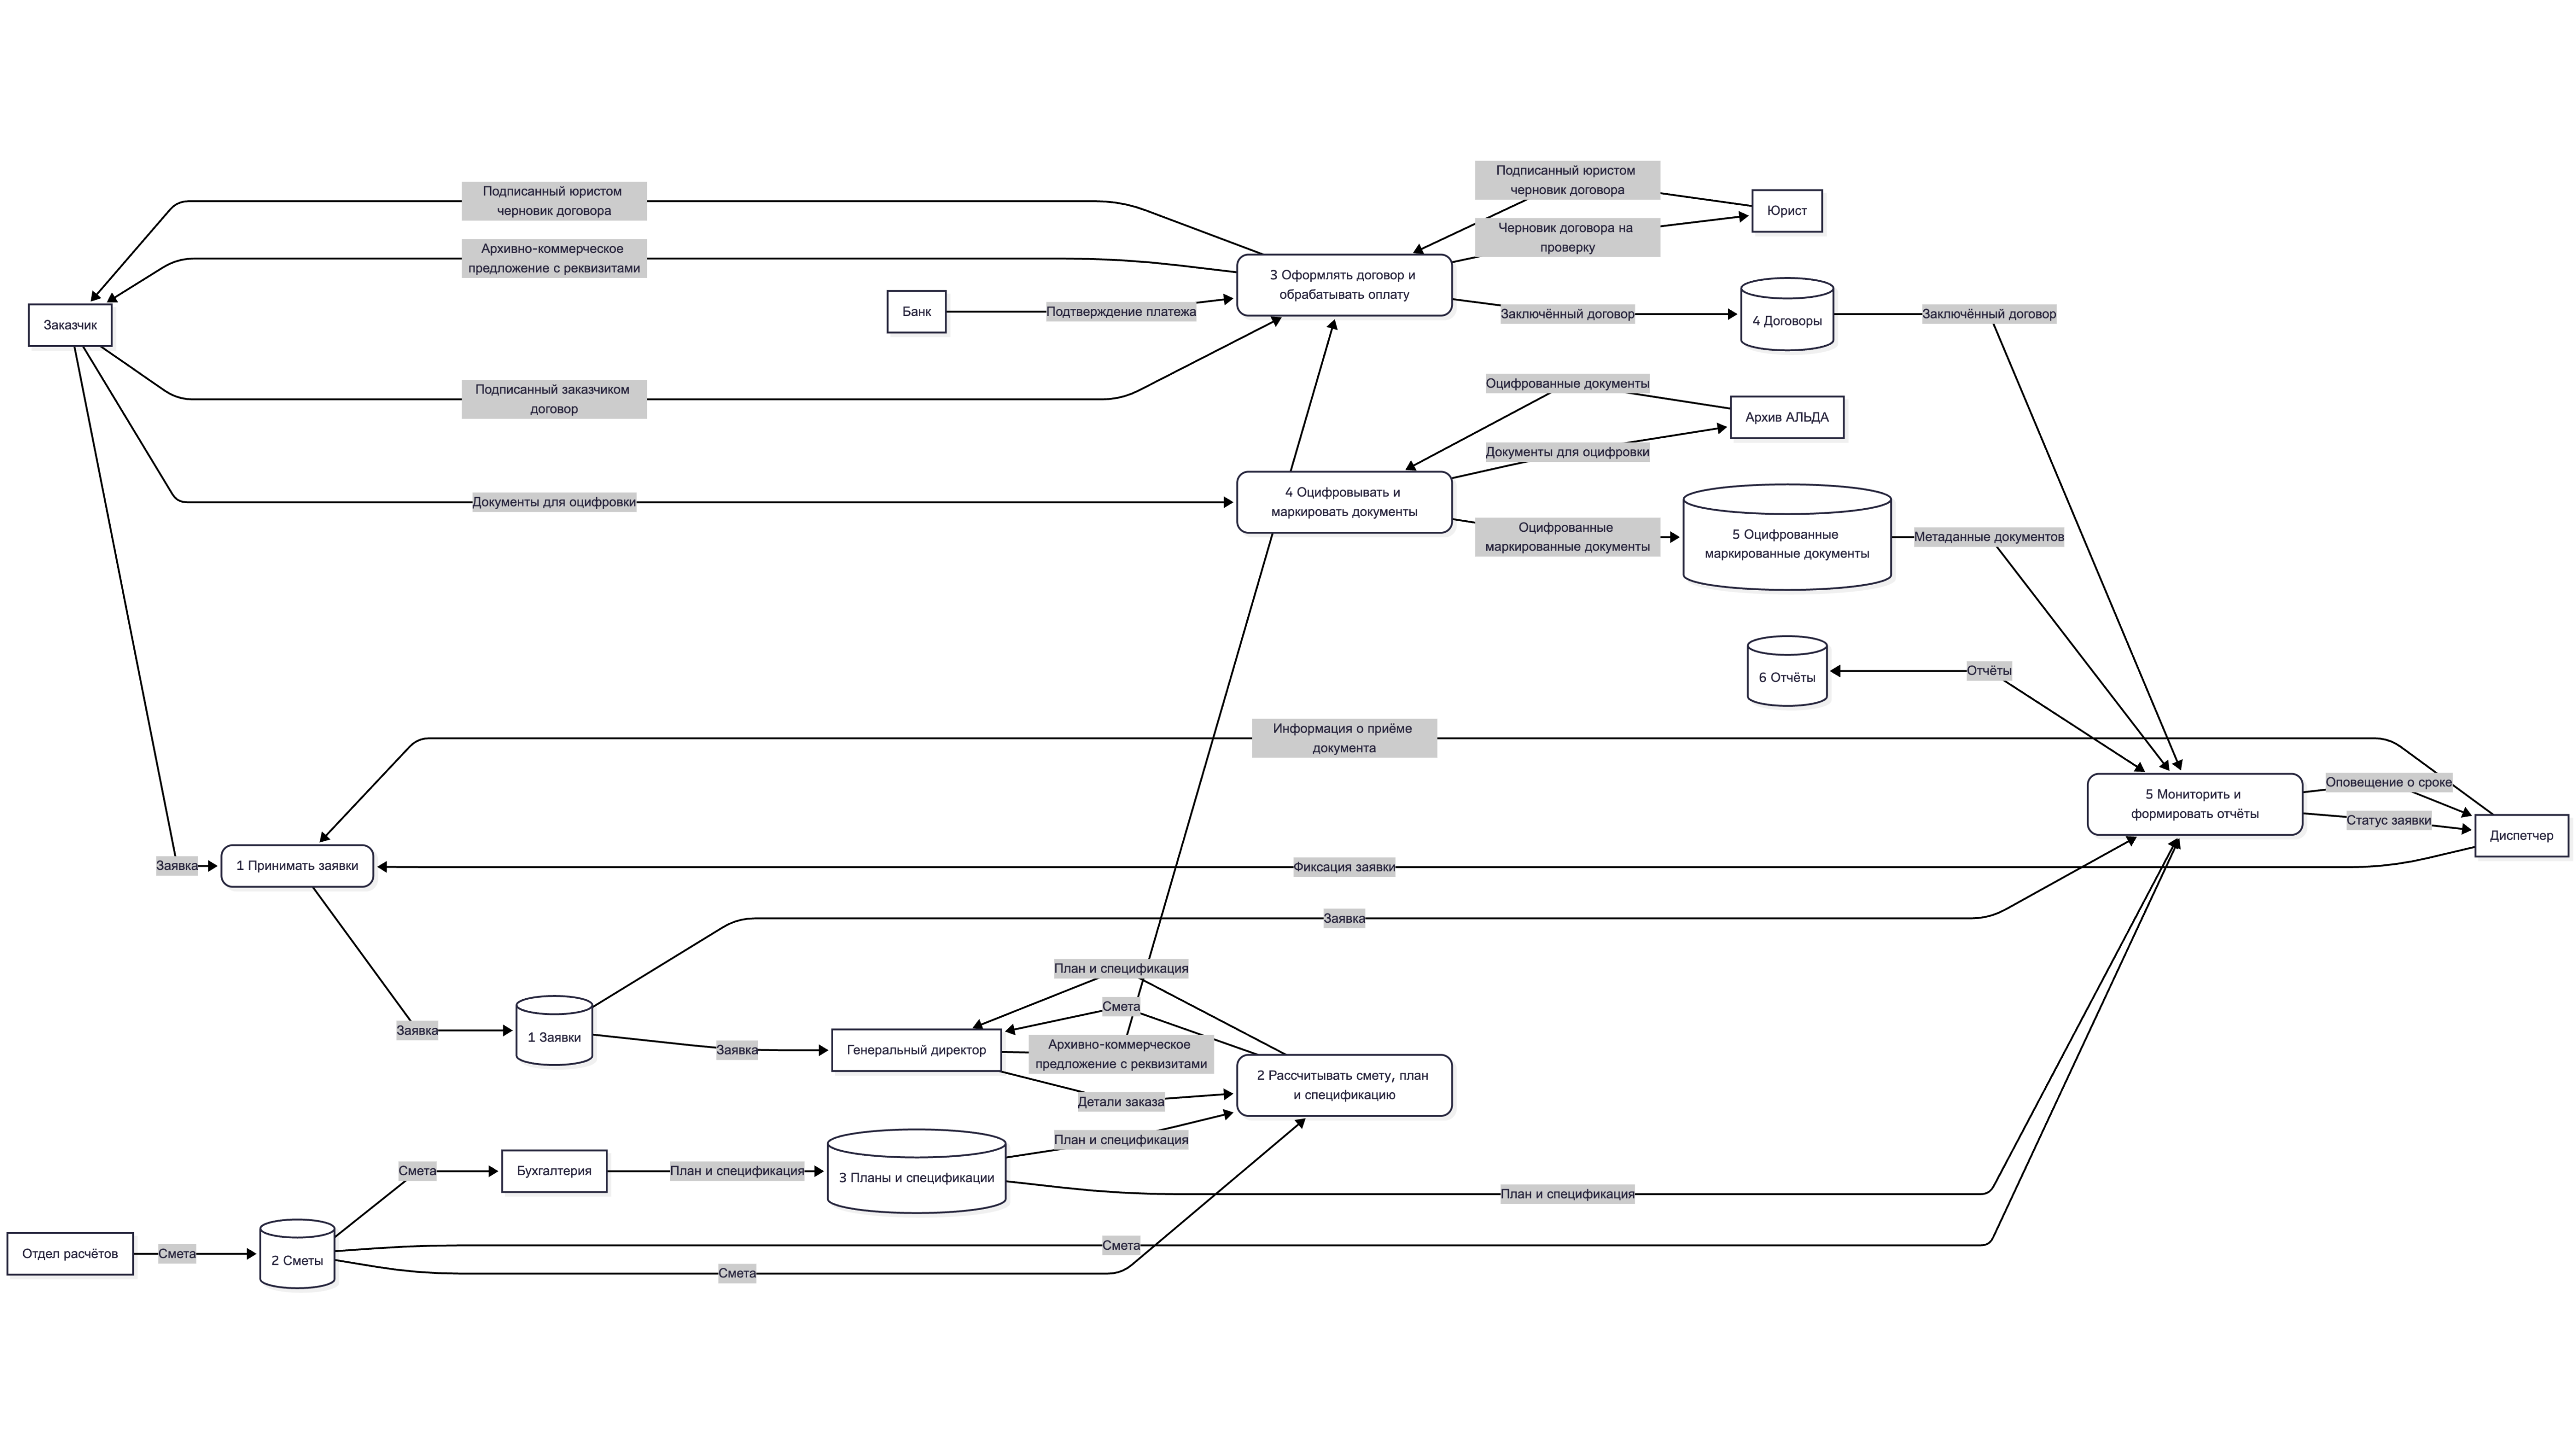 Подписанный юристом
черновик договора
Юрист
Подписанный юристом
черновик договора
Черновик договора на
проверку
Архивно-коммерческое
предложение с реквизитами
3 Оформлять договор и
обрабатывать оплату
Банк
Подтверждение платежа
Заключённый договор
4 Договоры
Заключённый договор
Заказчик
Подписанный заказчиком
договор
Оцифрованные документы
Архив АЛЬДА
Документы для оцифровки
Документы для оцифровки
4 Оцифровывать и
маркировать документы
Оцифрованные
маркированные документы
5 Оцифрованные
маркированные документы
Метаданные документов
6 Отчёты
Отчёты
Информация о приёме
документа
5 Мониторить и
формировать отчёты
Оповещение о сроке
Статус заявки
Диспетчер
Заявка
1 Принимать заявки
Фиксация заявки
Заявка
План и спецификация
Смета
Заявка
1 Заявки
Заявка
Генеральный директор
Архивно-коммерческое
предложение с реквизитами
2 Рассчитывать смету, план
и спецификацию
Детали заказа
План и спецификация
Смета
Бухгалтерия
План и спецификация
3 Планы и спецификации
План и спецификация
Отдел расчётов
Смета
2 Сметы
Смета
Смета